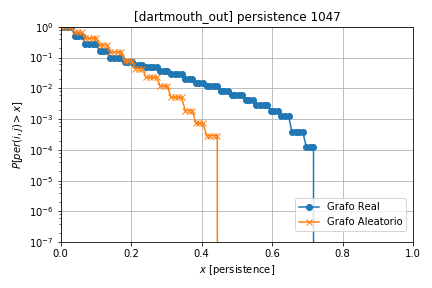 [dartmouth_out] persistence 1047
P[per(i, j) > x]
10^0
10^-1
10^-2
10^-3
10^-4
10^-5
10^-6
10^-7
Grafo Real
Grafo Aleatorio
0.0 0.2 0.4 0.6 0.8 1.0
x [persistence]